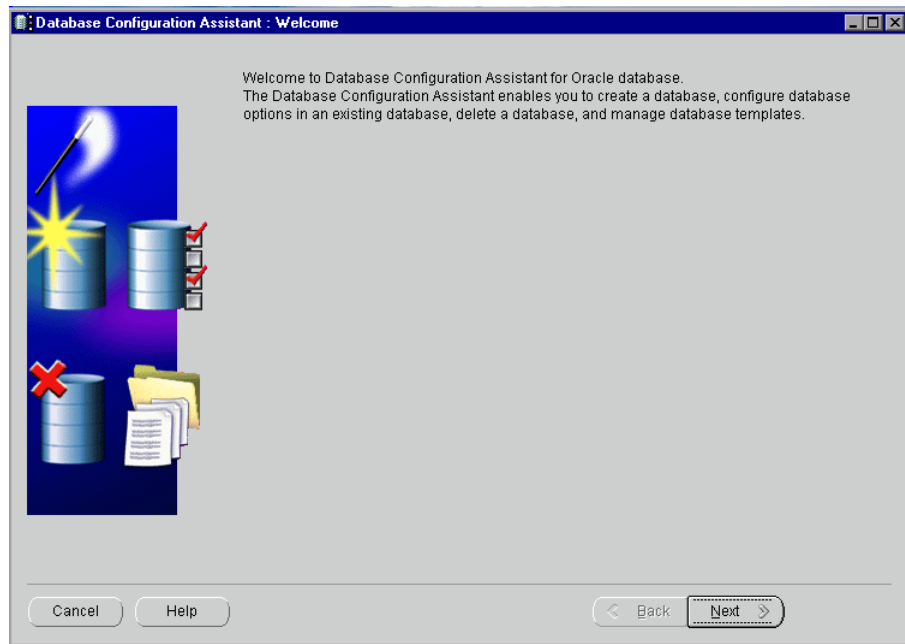 Database Configuration Assistant : Welcome
Welcome to Database Configuration Assistant for Oracle database.
The Database Configuration Assistant enables you to create a database, configure database
options in an existing database, delete a database, and manage database templates.
Cancel
Help
Back
Next